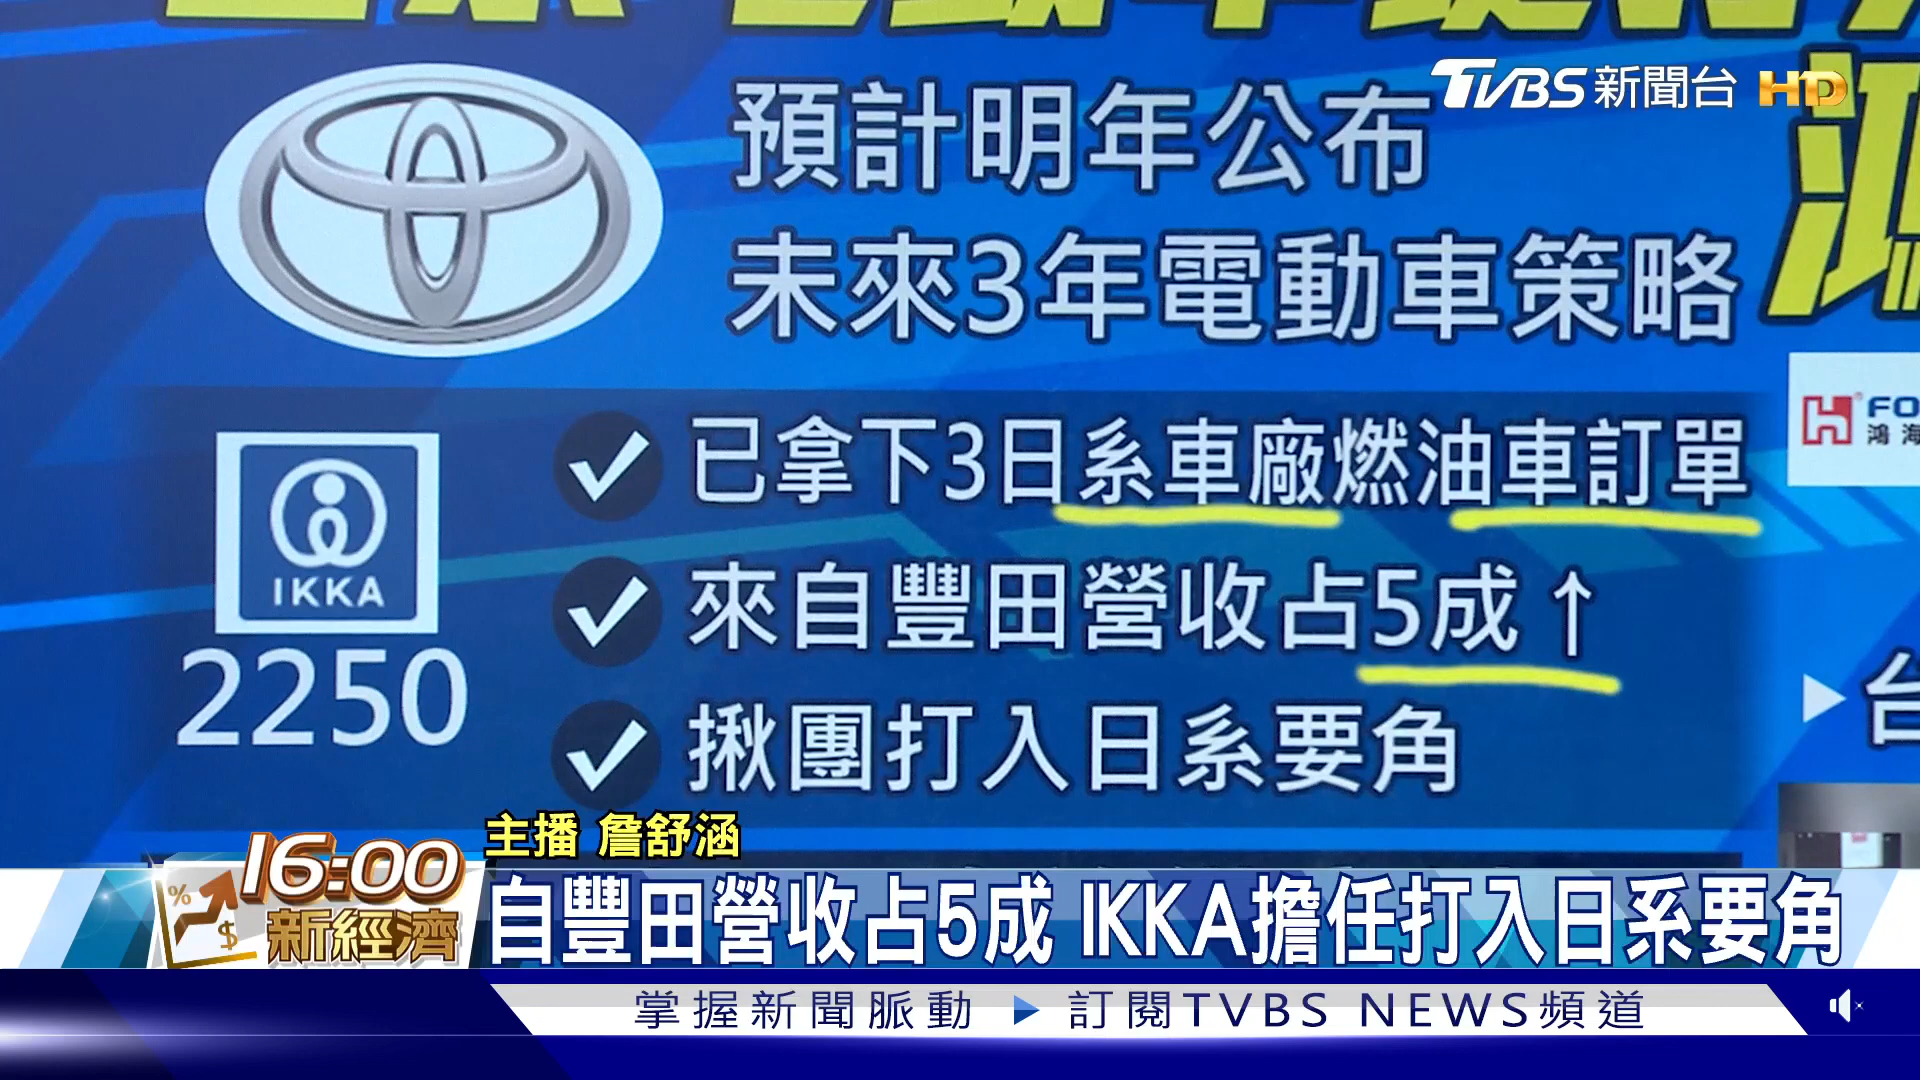 TVBS新聞台 HD
預計明年公布
未來3年電動車策略
鴻
IKKA
2250
已拿下3日系車廠燃油車訂單
來自豐田營收占5成↑
揪團打入日系要角
FO
鴻海
台
主播 詹舒涵
16:00
新經濟
% $
自豐田營收占5成 IKKA擔任打入日系要角
掌握新聞脈動 ▶ 訂閱TVBS NEWS頻道